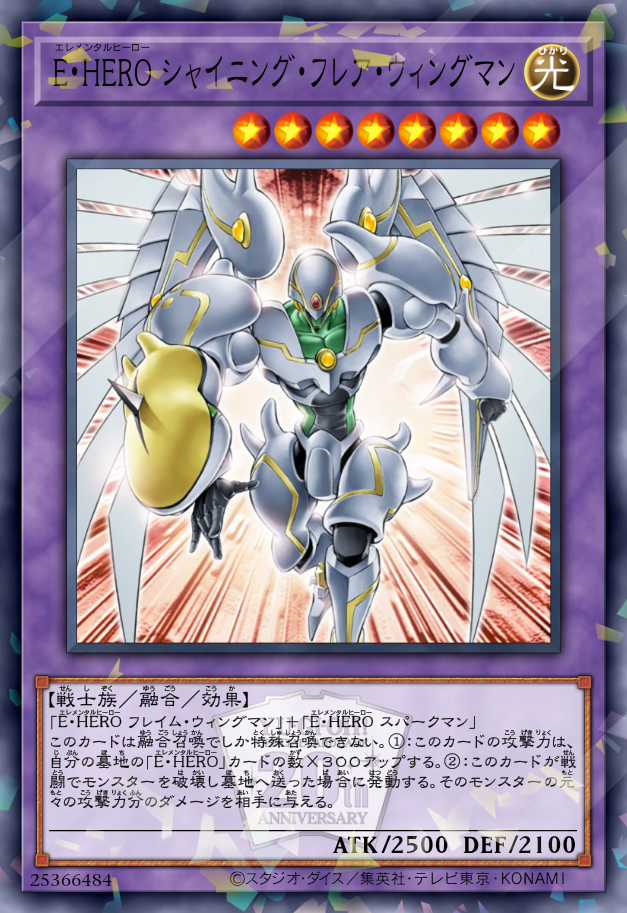 エレメンタルヒーロー
E・HERO シャイニング・フレア・ウィングマン
ひかり
光
【戦士族／融合／効果】
「E・HERO フレイム・ウィングマン」＋「E・HERO スパークマン」
このカードは融合召喚でしか特殊召喚できない。①：このカードの攻撃力は、
自分の墓地の「E・HERO」カードの数×300アップする。②：このカードが戦
闘でモンスターを破壊し墓地へ送った場合に発動する。そのモンスターの元
々の攻撃力分のダメージを相手に与える。
ANNIVERSARY
ATK/2500 DEF/2100
25366484
©スタジオ・ダイス／集英社・テレビ東京・KONAMI